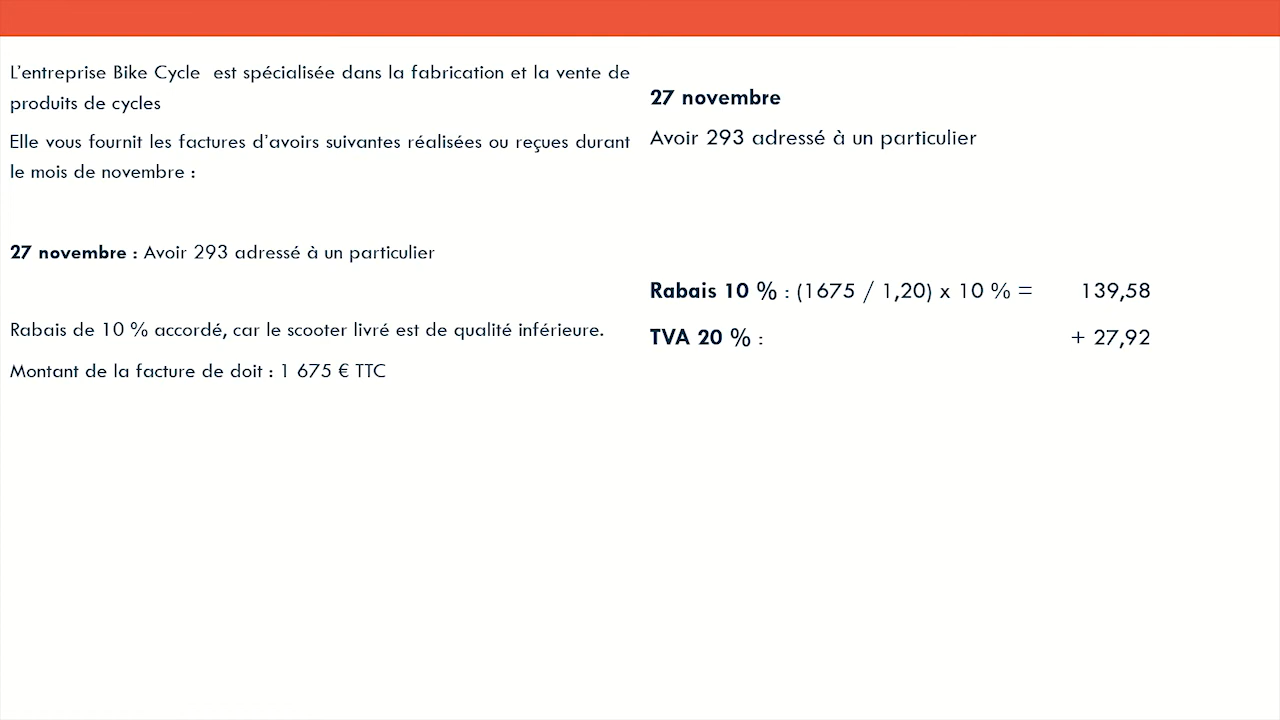 L'entreprise Bike Cycle est spécialisée dans la fabrication et la vente de
produits de cycles
Elle vous fournit les factures d'avoirs suivantes réalisées ou reçues durant
le mois de novembre :
27 novembre : Avoir 293 adressé à un particulier
Rabais de 10 % accordé, car le scooter livré est de qualité inférieure.
Montant de la facture de doit : 1 675 € TTC
27 novembre
Avoir 293 adressé à un particulier
Rabais 10 % : (1675 / 1,20) x 10 % = 139,58
TVA 20 % : + 27,92